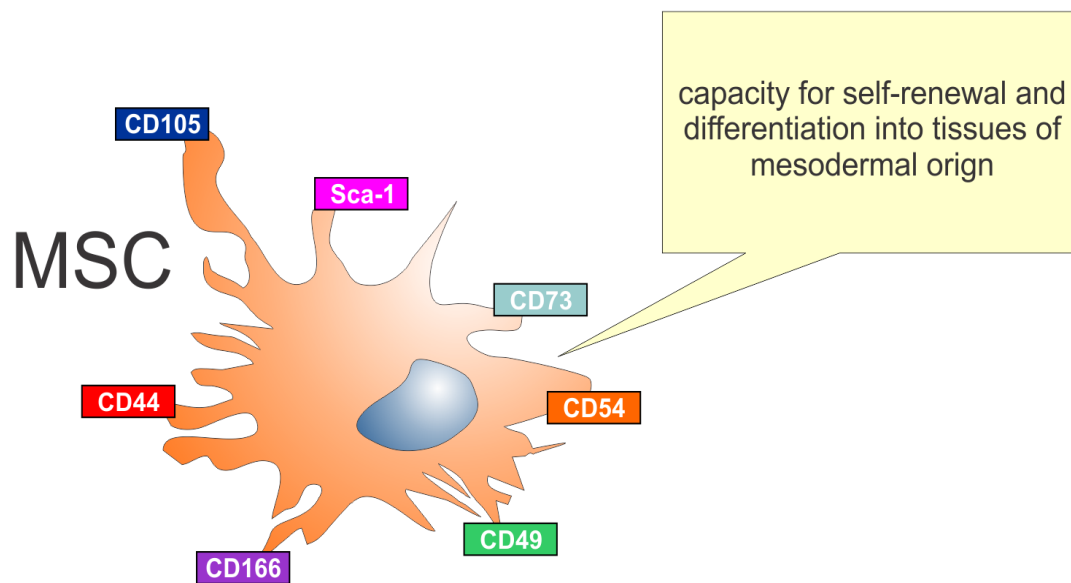 capacity for self-renewal and
differentiation into tissues of
mesodermal orign
CD105
Sca-1
MSC
CD73
CD44
CD54
CD49
CD166